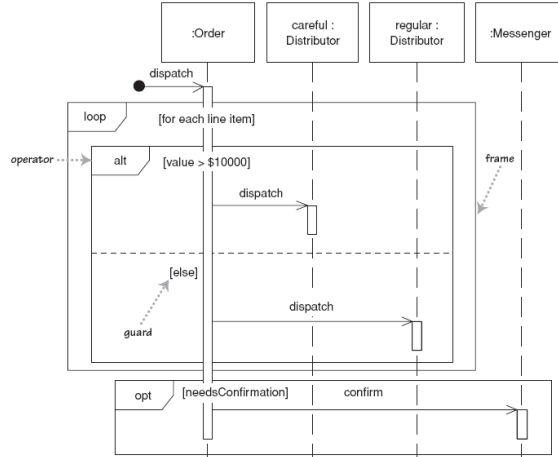 :Order
careful :
Distributor
regular :
Distributor
:Messenger
dispatch
loop
[for each line item]
operator
alt
[value > $10000]
frame
dispatch
[else]
guard
dispatch
opt
[needsConfirmation]
confirm